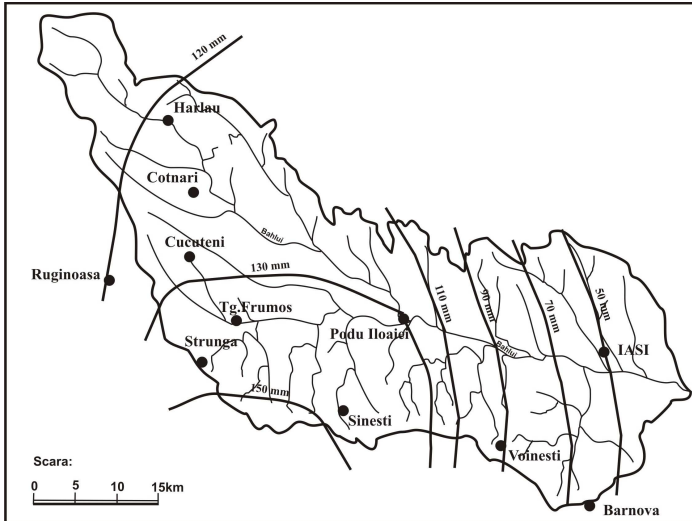 120 mm
Harlau
Cotnari
Bahlui
Cucuteni
Ruginoasa
130 mm
110 mm
90 mm
70 mm
50 mm
Tg.Frumos
Podu Iloaiei
Bahlui
IASI
Strunga
150 mm
Sinesti
Voinesti
Barnova
Scara:
0 5 10 15km